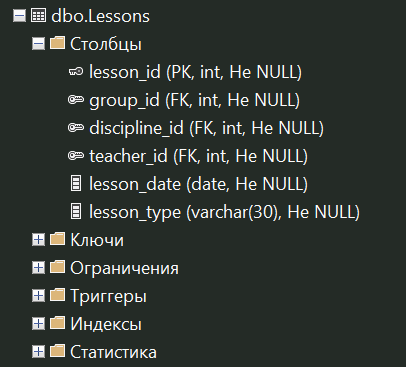 dbo.Lessons
Столбцы
lesson_id (PK, int, Не NULL)
group_id (FK, int, Не NULL)
discipline_id (FK, int, Не NULL)
teacher_id (FK, int, Не NULL)
lesson_date (date, Не NULL)
lesson_type (varchar(30), Не NULL)
Ключи
Ограничения
Триггеры
Индексы
Статистика